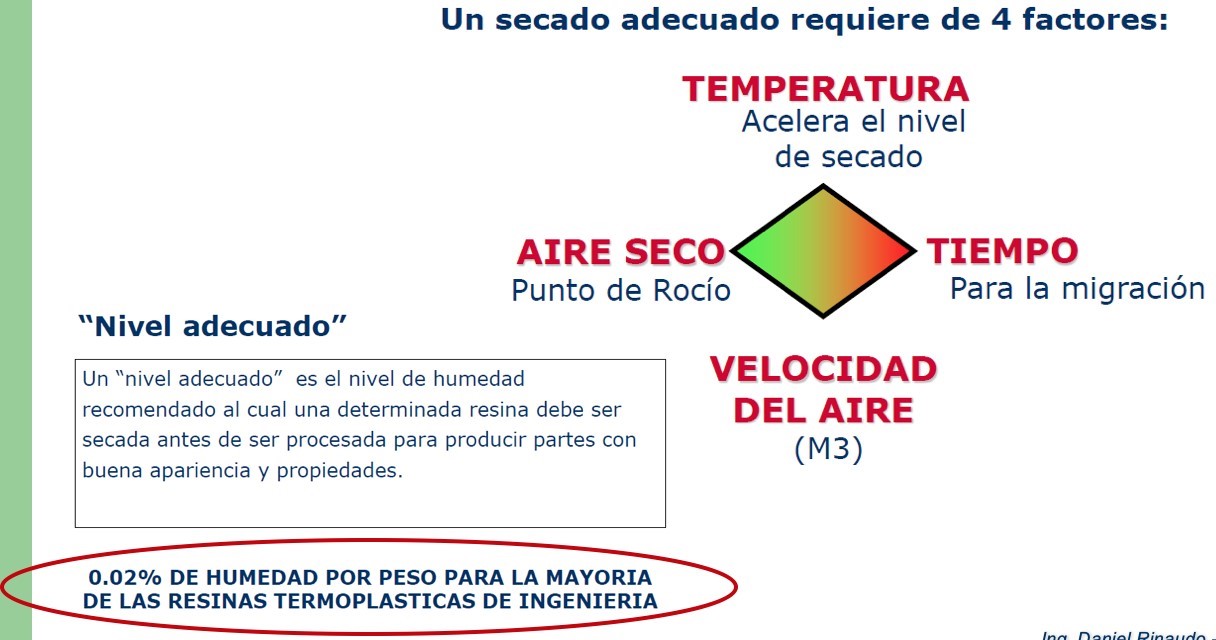 Un secado adecuado requiere de 4 factores:
TEMPERATURA
Acelera el nivel
de secado
AIRE SECO
Punto de Rocío
TIEMPO
Para la migración
VELOCIDAD
DEL AIRE
(M3)
“Nivel adecuado”
Un “nivel adecuado” es el nivel de humedad
recomendado al cual una determinada resina debe ser
secada antes de ser procesada para producir partes con
buena apariencia y propiedades.
0.02% DE HUMEDAD POR PESO PARA LA MAYORIA
DE LAS RESINAS TERMOPLASTICAS DE INGENIERIA
Ing. Daniel Rinaudo -